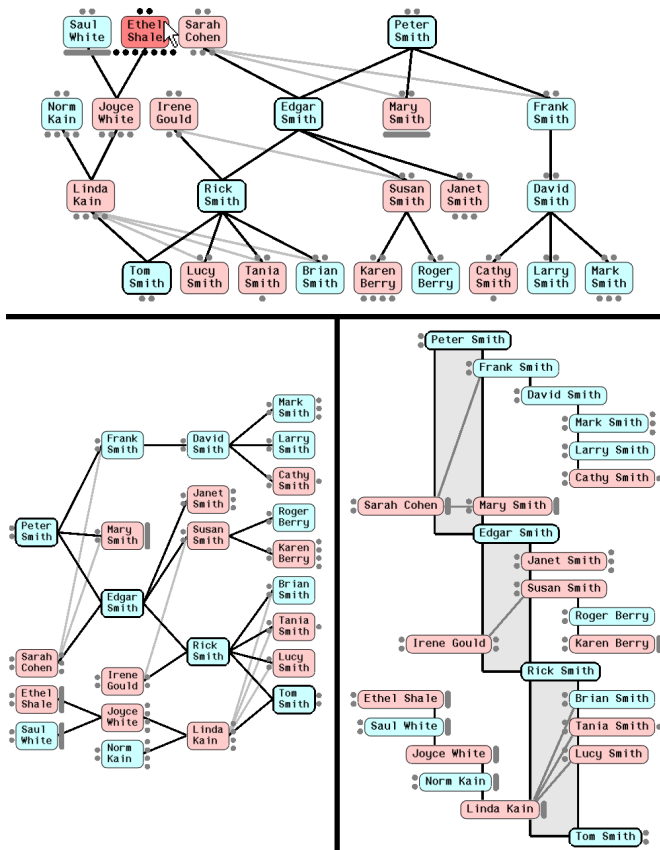 Saul White
Ethel Shale
Sarah Cohen
Peter Smith
Norm Kain
Joyce White
Irene Gould
Edgar Smith
Mary Smith
Frank Smith
Linda Kain
Rick Smith
Susan Smith
Janet Smith
David Smith
Tom Smith
Lucy Smith
Tania Smith
Brian Smith
Karen Berry
Roger Berry
Cathy Smith
Larry Smith
Mark Smith
Mark Smith
Frank Smith
David Smith
Larry Smith
Cathy Smith
Janet Smith
Roger Berry
Peter Smith
Mary Smith
Susan Smith
Karen Berry
Edgar Smith
Brian Smith
Tania Smith
Rick Smith
Sarah Cohen
Irene Gould
Lucy Smith
Ethel Shale
Joyce White
Tom Smith
Saul White
Linda Kain
Norm Kain
Peter Smith
Frank Smith
David Smith
Mark Smith
Larry Smith
Cathy Smith
Sarah Cohen
Mary Smith
Edgar Smith
Janet Smith
Susan Smith
Roger Berry
Irene Gould
Karen Berry
Rick Smith
Ethel Shale
Brian Smith
Saul White
Tania Smith
Joyce White
Lucy Smith
Norm Kain
Linda Kain
Tom Smith